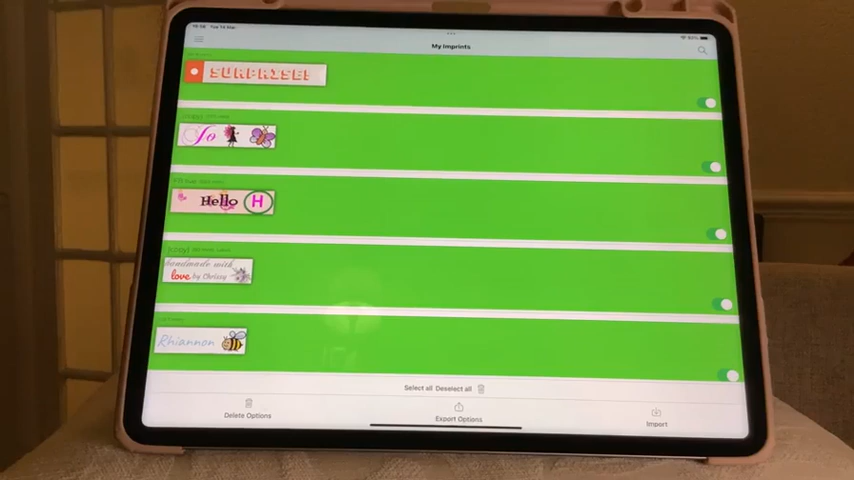 My Imprints
SURPRISE!
Jo
Hello H
[copy]
handmade with
love by Chrissy
Rhiannon
Select all Deselect all
Delete Options
Export Options
Import